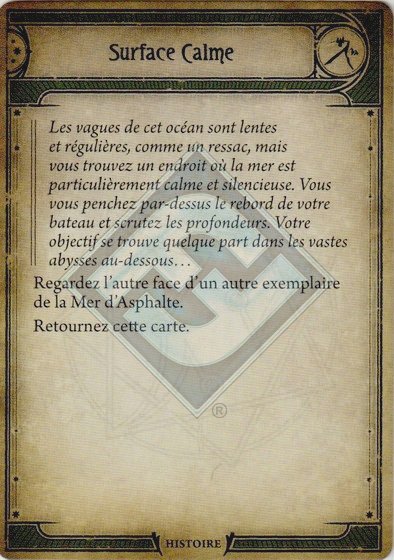 Surface Calme
Les vagues de cet océan sont lentes
et régulières, comme un ressac, mais
vous trouvez un endroit où la mer est
particulièrement calme et silencieuse. Vous
vous penchez par-dessus le rebord de votre
bateau et scrutez les profondeurs. Votre
objectif se trouve quelque part dans les vastes
abysses au-dessous…
Regardez l'autre face d'un autre exemplaire
de la Mer d'Asphalte.
Retournez cette carte.
®
HISTOIRE